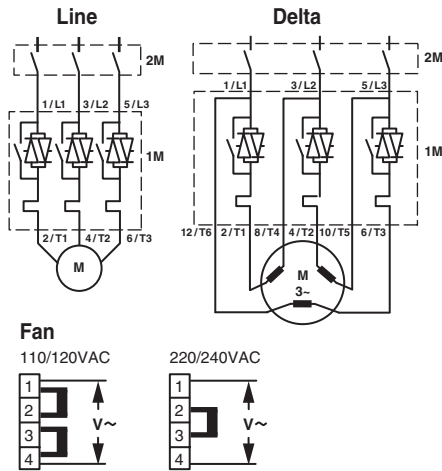 Line
Delta
2M
2M
1/L1 3/L2 5/L3
1/L1 3/L2 5/L3
1M
1M
2/T1 4/T2 6/T3
12/T6 2/T1 8/T4 4/T2 10/T5 6/T3
M
M
3~
Fan
110/120VAC
220/240VAC
1
2
3
4
V~
1
2
3
4
V~